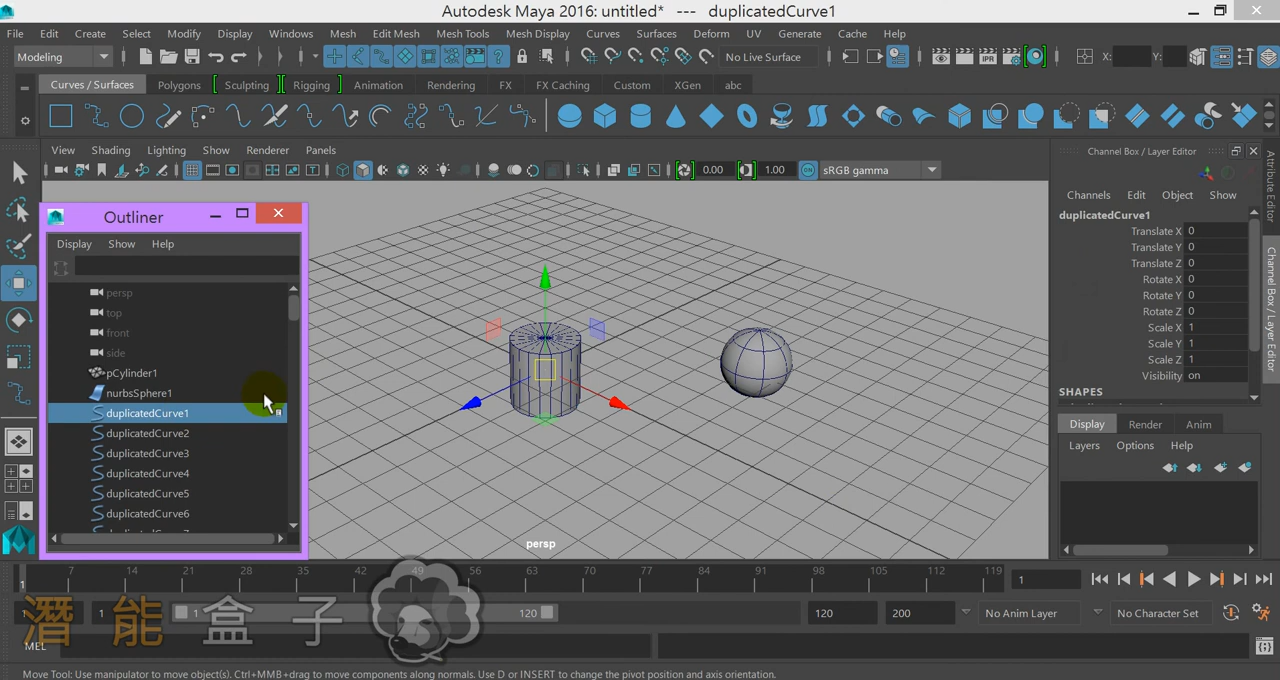 Autodesk Maya 2016: untitled*   ---   duplicatedCurve1
File Edit Create Select Modify Display Windows Mesh Edit Mesh Mesh Tools Mesh Display Curves Surfaces Deform UV Generate Cache Help
Modeling No Live Surface X: Y:
Curves / Surfaces Polygons Sculpting Rigging Animation Rendering FX FX Caching Custom XGen abc
View Shading Lighting Show Renderer Panels
0.00 1.00 sRGB gamma
Outliner
Display Show Help
persp
top
front
side
pCylinder1
nurbsSphere1
duplicatedCurve1
duplicatedCurve2
duplicatedCurve3
duplicatedCurve4
duplicatedCurve5
duplicatedCurve6
persp
Channel Box / Layer Editor
Channels Edit Object Show
duplicatedCurve1
Translate X 0
Translate Y 0
Translate Z 0
Rotate X 0
Rotate Y 0
Rotate Z 0
Scale X 1
Scale Y 1
Scale Z 1
Visibility on
SHAPES
Display Render Anim
Layers Options Help
Attribute Editor
Channel Box / Layer Editor
1 7 14 21 28 35 42 49 56 63 70 77 84 91 98 105 112 119 1
1 1 1 120 120 200 No Anim Layer No Character Set
潛能盒子
MEL
Move Tool: Use manipulator to move object(s). Ctrl+MMB+drag to move components along normals. Use D or INSERT to change the pivot position and axis orientation.